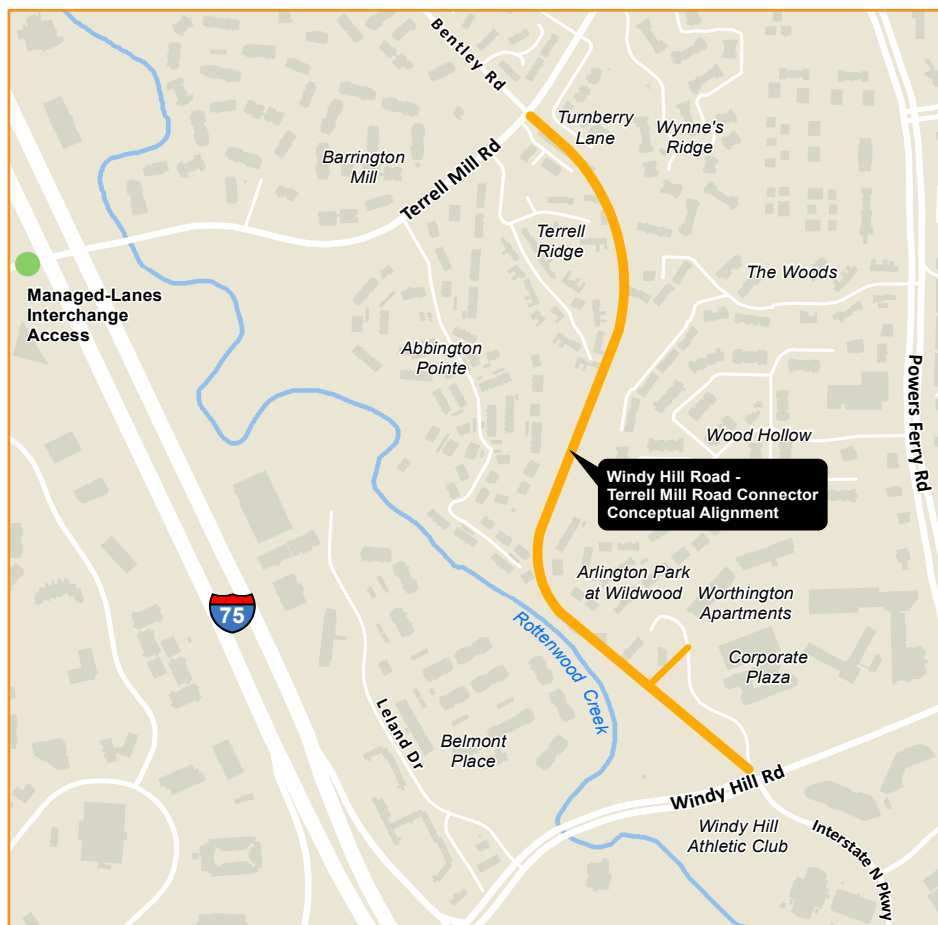 Bentley Rd
Turnberry
Lane
Wynne's
Ridge
Barrington
Mill
Terrell Mill Rd
Terrell
Ridge
The Woods
Managed-Lanes
Interchange
Access
Abbington
Pointe
Powers Ferry Rd
Wood Hollow
Windy Hill Road -
Terrell Mill Road Connector
Conceptual Alignment
Arlington Park
at Wildwood
Worthington
Apartments
75
Rottenwood Creek
Corporate
Plaza
Leland Dr
Belmont
Place
Windy Hill Rd
Windy Hill
Athletic Club
Interstate N Pkwy